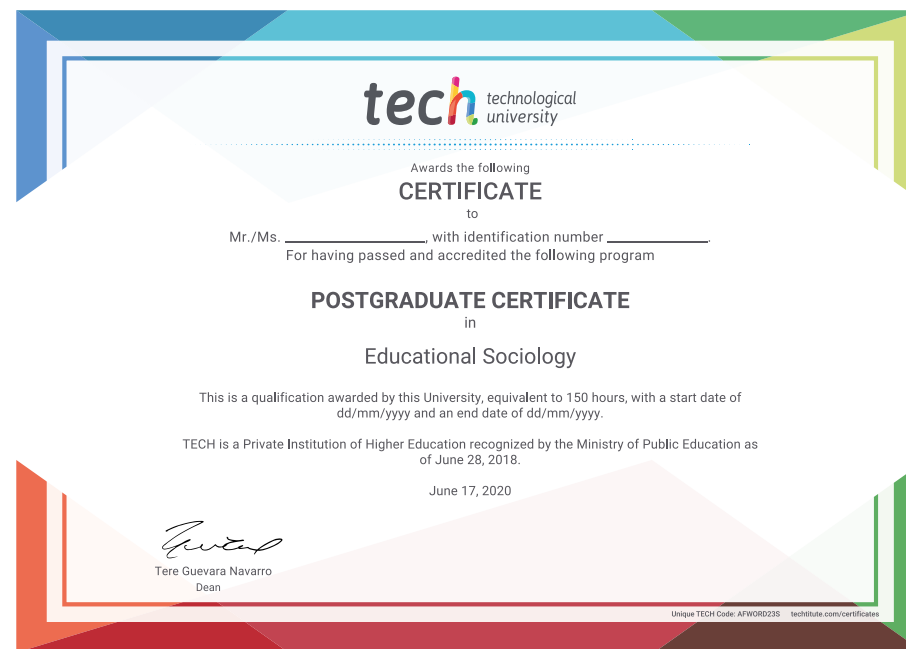 tech technological
university
Awards the following
CERTIFICATE
to
Mr./Ms. ____________________, with identification number ______________.
For having passed and accredited the following program
POSTGRADUATE CERTIFICATE
in
Educational Sociology
This is a qualification awarded by this University, equivalent to 150 hours, with a start date of
dd/mm/yyyy and an end date of dd/mm/yyyy.
TECH is a Private Institution of Higher Education recognized by the Ministry of Public Education as
of June 28, 2018.
June 17, 2020
Tere Guevara Navarro
Dean
Unique TECH Code: AFWORD23S techtitute.com/certificates